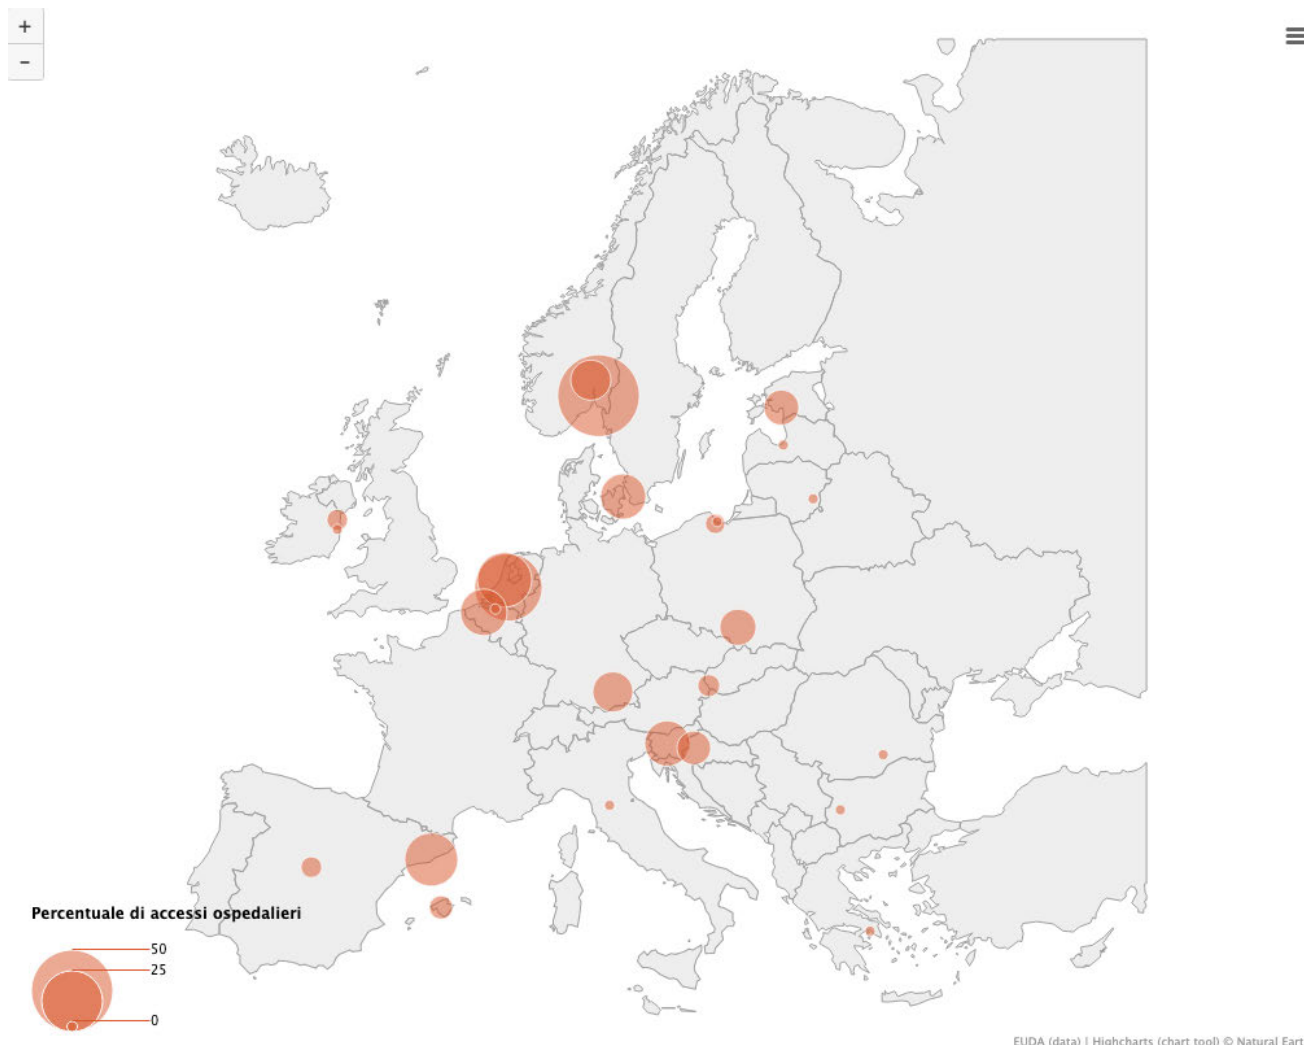 +
−
Percentuale di accessi ospedalieri
50
25
0
EUDA (data) | Highcharts (chart tool) © Natural Eart